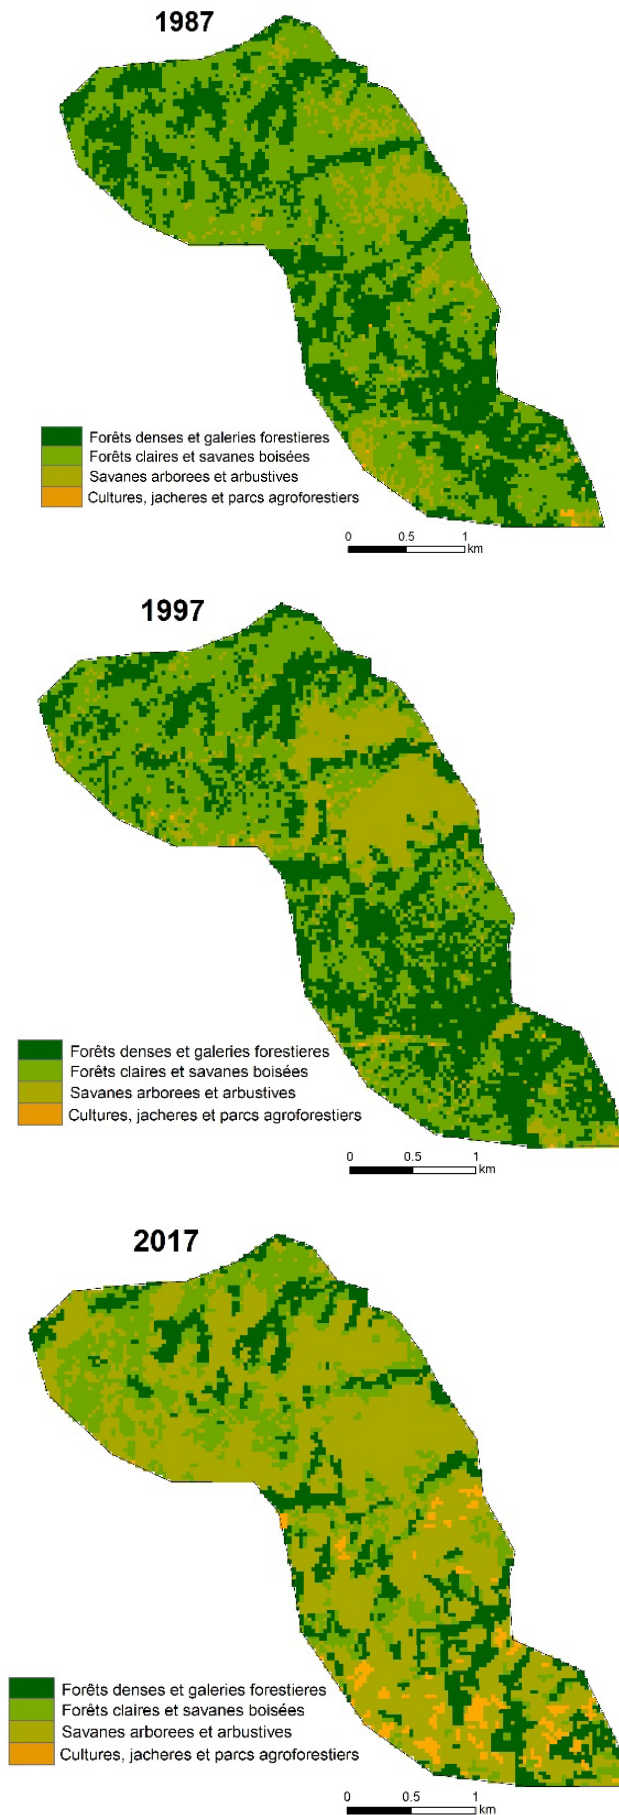 1987
Forêts denses et galeries forestieres
Forêts claires et savanes boisées
Savanes arborees et arbustives
Cultures, jacheres et parcs agroforestiers
0 0.5 1
km
1997
Forêts denses et galeries forestieres
Forêts claires et savanes boisées
Savanes arborees et arbustives
Cultures, jacheres et parcs agroforestiers
0 0.5 1
km
2017
Forêts denses et galeries forestieres
Forêts claires et savanes boisées
Savanes arborees et arbustives
Cultures, jacheres et parcs agroforestiers
0 0.5 1
km